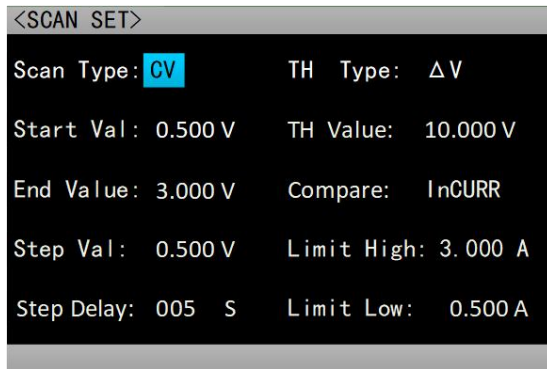 <SCAN SET>
Scan Type: CV TH Type: ΔV
Start Val: 0.500 V TH Value: 10.000 V
End Value: 3.000 V Compare: InCURR
Step Val: 0.500 V Limit High: 3.000 A
Step Delay: 005 S Limit Low: 0.500 A